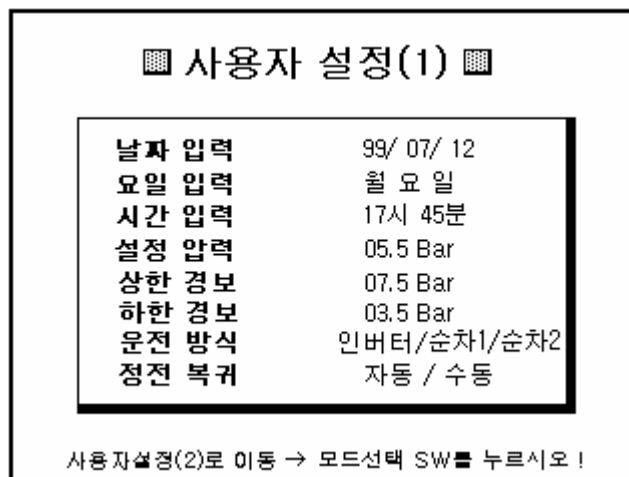 ▩ 사용자 설정(1) ▩
날짜 입력 99/ 07/ 12
요일 입력 월 요 일
시간 입력 17시 45분
설정 압력 05.5 Bar
상한 경보 07.5 Bar
하한 경보 03.5 Bar
운전 방식 인버터/순차1/순차2
정전 복귀 자동 / 수동
사용자설정(2)로 이동 → 모드선택 SW를 누르시오 !